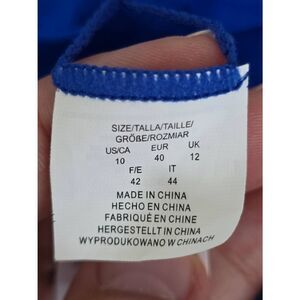 SIZE/TALLA/TAILLE/
GRÖßE/ROZMIAR
US/CA EUR UK
10 40 12
F/E IT
42 44
MADE IN CHINA
HECHO EN CHINA
FABRIQUÉ EN CHINE
HERGESTELLT IN CHINA
WYPRODUKOWANO W CHINACH